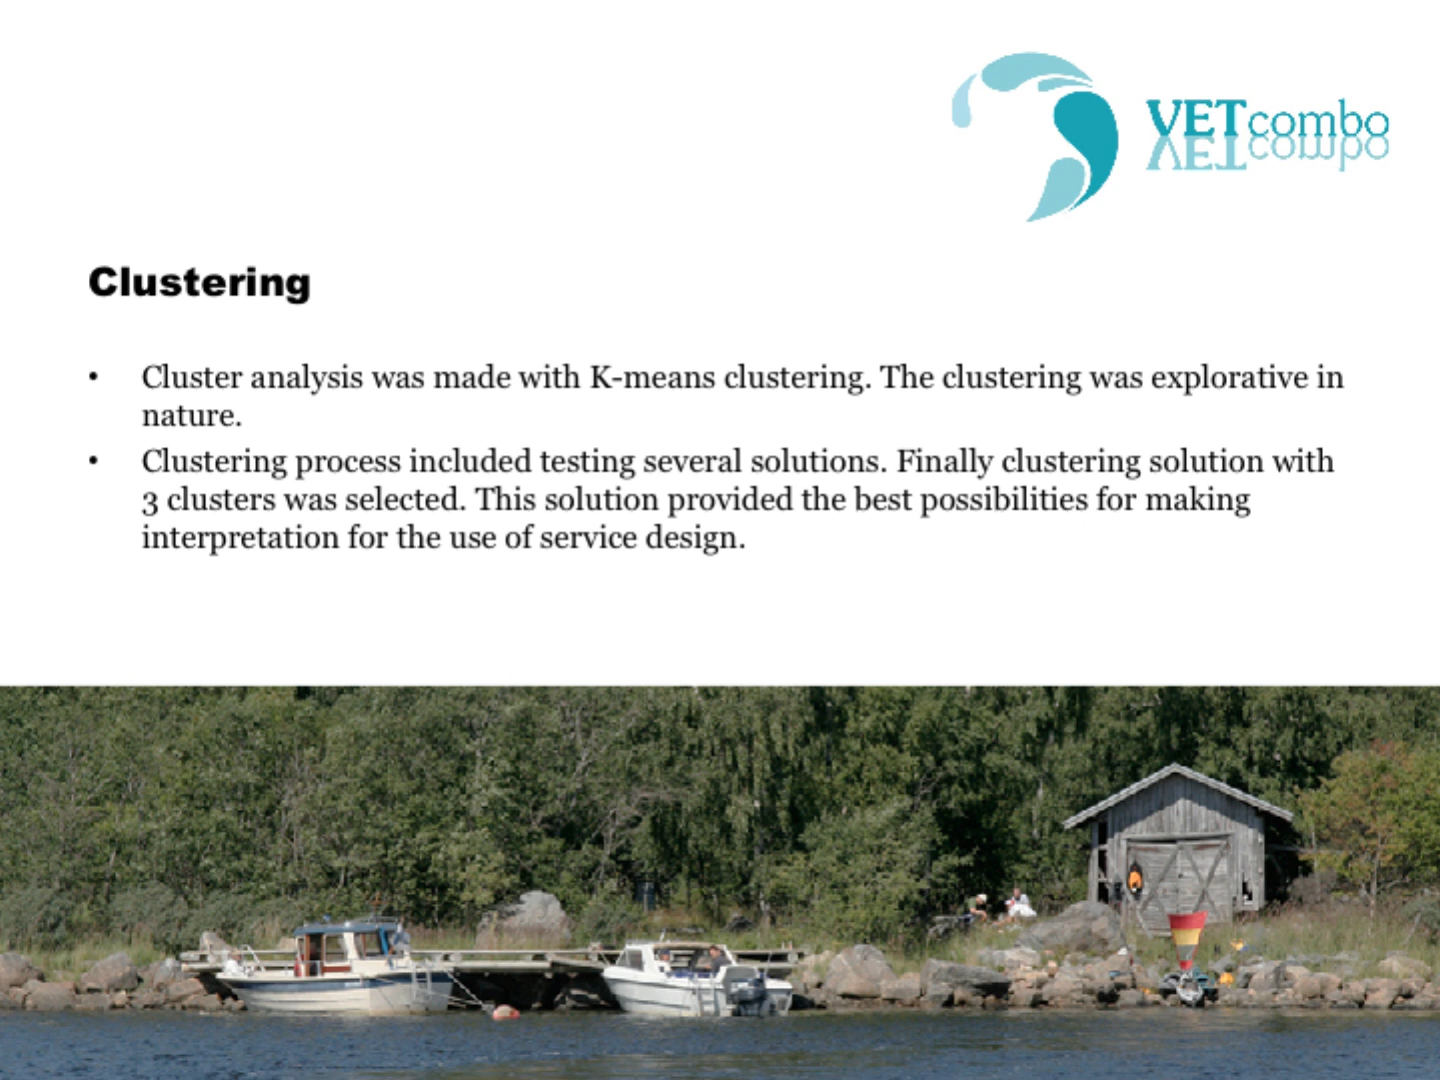 VETcombo
Clustering
• Cluster analysis was made with K-means clustering. The clustering was explorative in
nature.
• Clustering process included testing several solutions. Finally clustering solution with
3 clusters was selected. This solution provided the best possibilities for making
interpretation for the use of service design.